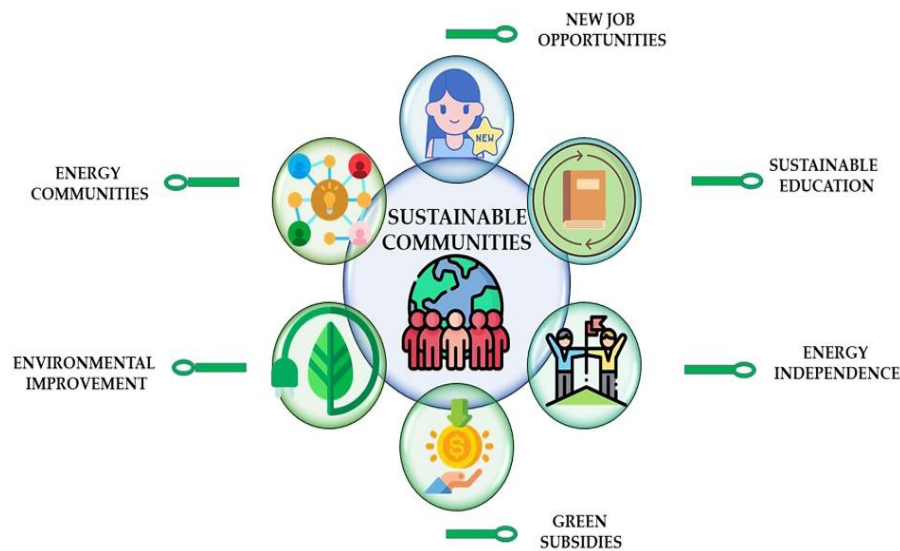 NEW JOB
OPPORTUNITIES
NEW
ENERGY
COMMUNITIES
SUSTAINABLE
EDUCATION
SUSTAINABLE
COMMUNITIES
ENVIRONMENTAL
IMPROVEMENT
ENERGY
INDEPENDENCE
$
GREEN
SUBSIDIES